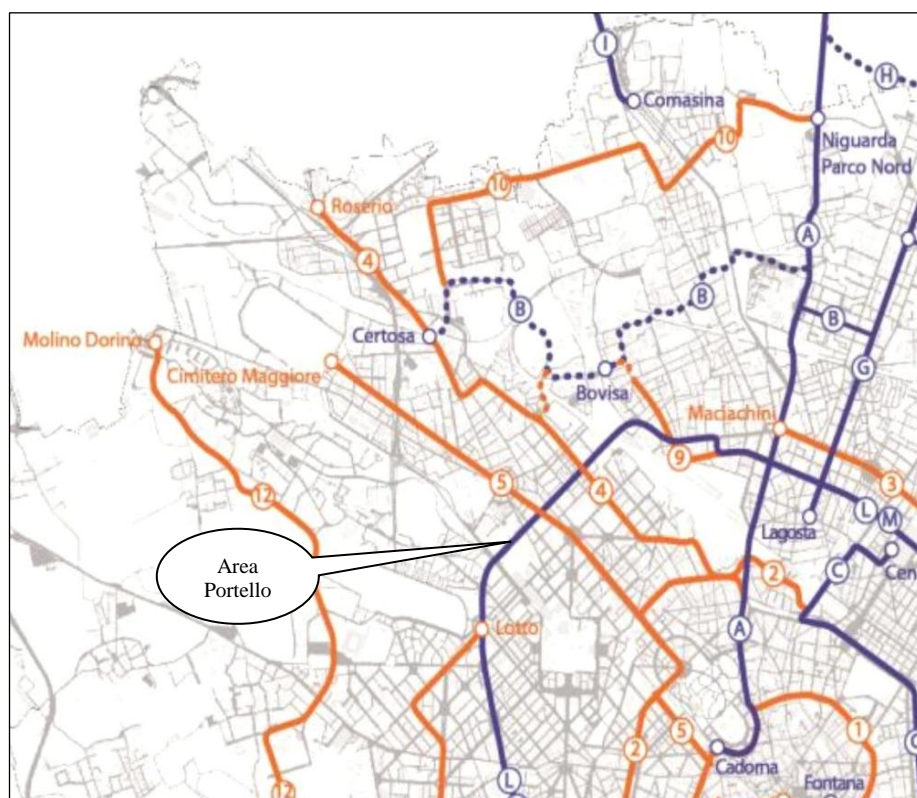 I
H
Comasina
10
Niguarda
Parco Nord
10
Roserio
A
4
B
B
B
Certosa
Molino Dorino
Cimitero Maggiore
G
Bovisa
Maciachini
9
3
5
4
12
L
M
Lagosta
Area
Portello
2
C
Cen
Lotto
A
1
2
5
Cadorna
L
Fontana
12